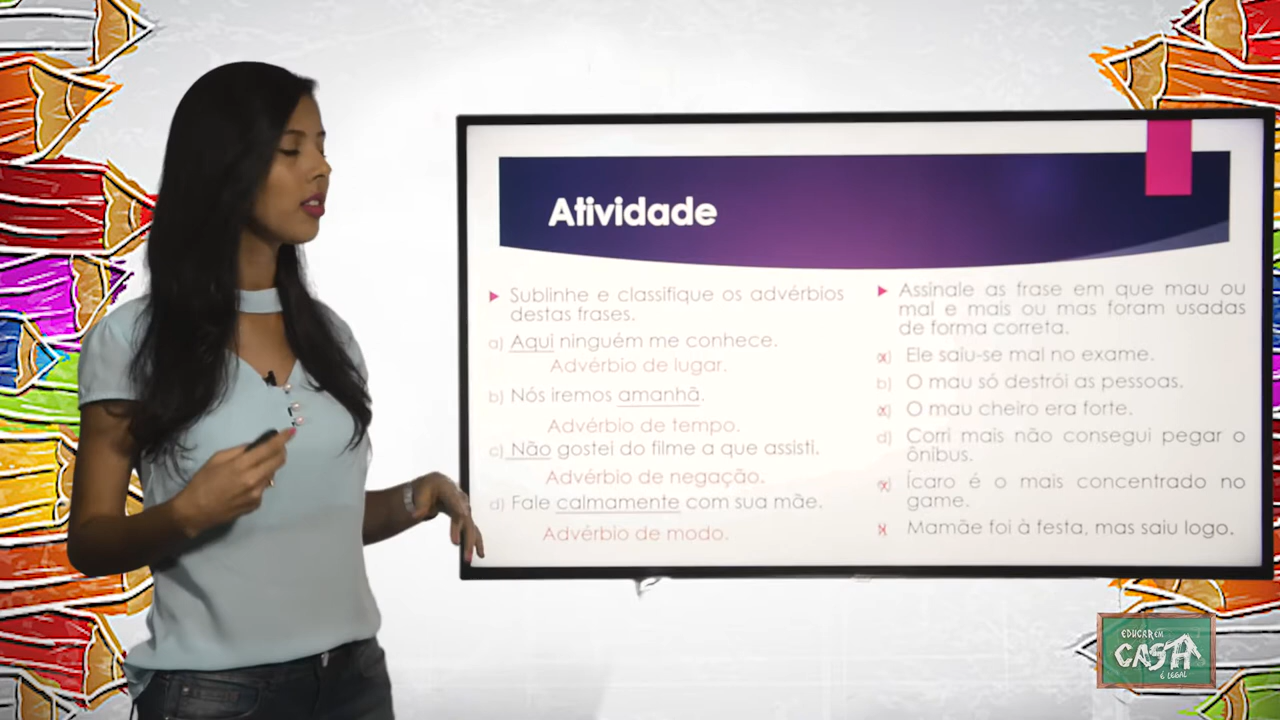 Atividade
Sublinhe e classifique os advérbios
destas frases.
a) Aqui ninguém me conhece.
Advérbio de lugar.
b) Nós iremos amanhã.
Advérbio de tempo.
c) Não gostei do filme a que assisti.
Advérbio de negação.
d) Fale calmamente com sua mãe.
Advérbio de modo.
Assinale as frase em que mau ou
mal e mais ou mas foram usadas
de forma correta.
x) Ele saiu-se mal no exame.
b) O mau só destrói as pessoas.
x) O mau cheiro era forte.
d) Corri mais não consegui pegar o
ônibus.
x) Ícaro é o mais concentrado no
game.
x Mamãe foi à festa, mas saiu logo.
EDUCAR EM
CASA
É LEGAL